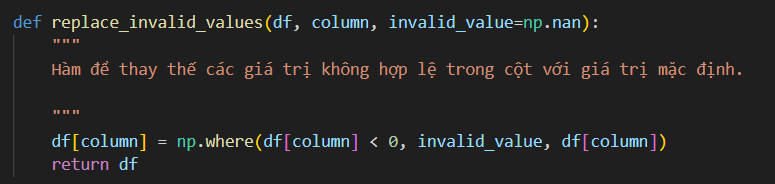 def replace_invalid_values(df, column, invalid_value=np.nan):
"""
Hàm để thay thế các giá trị không hợp lệ trong cột với giá trị mặc định.
"""
df[column] = np.where(df[column] < 0, invalid_value, df[column])
return df